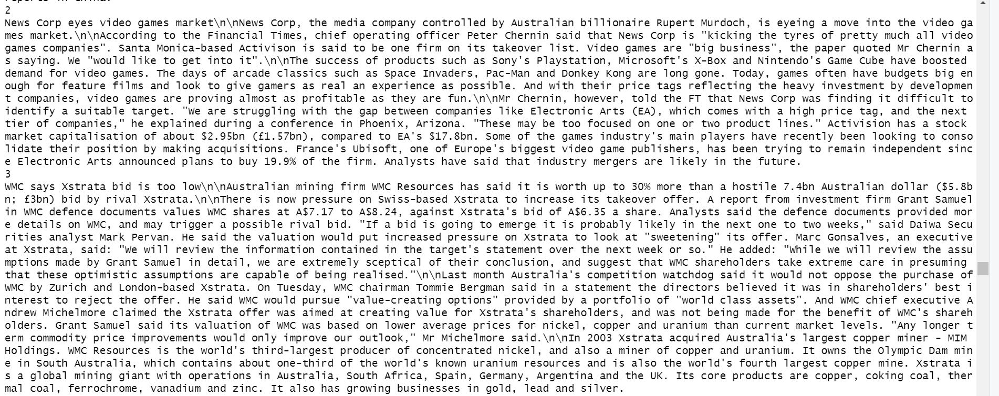 reports in China.
2
News Corp eyes video games market\n\nNews Corp, the media company controlled by Australian billionaire Rupert Murdoch, is eyeing a move into the video ga
mes market.\n\nAccording to the Financial Times, chief operating officer Peter Chernin said that News Corp is "kicking the tyres of pretty much all video
games companies". Santa Monica-based Activison is said to be one firm on its takeover list. Video games are "big business", the paper quoted Mr Chernin a
s saying. We "would like to get into it".\n\nThe success of products such as Sony's Playstation, Microsoft's X-Box and Nintendo's Game Cube have boosted
demand for video games. The days of arcade classics such as Space Invaders, Pac-Man and Donkey Kong are long gone. Today, games often have budgets big en
ough for feature films and look to give gamers as real an experience as possible. And with their price tags reflecting the heavy investment by developmen
t companies, video games are proving almost as profitable as they are fun.\n\nMr Chernin, however, told the FT that News Corp was finding it difficult to
identify a suitable target. "We are struggling with the gap between companies like Electronic Arts (EA), which comes with a high price tag, and the next
tier of companies," he explained during a conference in Phoenix, Arizona. "These may be too focused on one or two product lines." Activision has a stock
market capitalisation of about $2.95bn (£1.57bn), compared to EA's $17.8bn. Some of the games industry's main players have recently been looking to conso
lidate their position by making acquisitions. France's Ubisoft, one of Europe's biggest video game publishers, has been trying to remain independent sinc
e Electronic Arts announced plans to buy 19.9% of the firm. Analysts have said that industry mergers are likely in the future.
3
WMC says Xstrata bid is too low\n\nAustralian mining firm WMC Resources has said it is worth up to 30% more than a hostile 7.4bn Australian dollar ($5.8b
n; £3bn) bid by rival Xstrata.\n\nThere is now pressure on Swiss-based Xstrata to increase its takeover offer. A report from investment firm Grant Samuel
in WMC defence documents values WMC shares at A$7.17 to A$8.24, against Xstrata's bid of A$6.35 a share. Analysts said the defence documents provided mor
e details on WMC, and may trigger a possible rival bid. "If a bid is going to emerge it is probably likely in the next one to two weeks," said Daiwa Secu
rities analyst Mark Pervan. He said the valuation would put increased pressure on Xstrata to look at "sweetening" its offer. Marc Gonsalves, an executive
at Xstrata, said: "We will review the information contained in the target's statement over the next week or so." He added: "While we will review the assu
mptions made by Grant Samuel in detail, we are extremely sceptical of their conclusion, and suggest that WMC shareholders take extreme care in presuming
that these optimistic assumptions are capable of being realised."\n\nLast month Australia's competition watchdog said it would not oppose the purchase of
WMC by Zurich and London-based Xstrata. On Tuesday, WMC chairman Tommie Bergman said in a statement the directors believed it was in shareholders' best i
nterest to reject the offer. He said WMC would pursue "value-creating options" provided by a portfolio of "world class assets". And WMC chief executive A
ndrew Michelmore claimed the Xstrata offer was aimed at creating value for Xstrata's shareholders, and was not being made for the benefit of WMC's shareh
olders. Grant Samuel said its valuation of WMC was based on lower average prices for nickel, copper and uranium than current market levels. "Any longer t
erm commodity price improvements would only improve our outlook," Mr Michelmore said.\n\nIn 2003 Xstrata acquired Australia's largest copper miner - MIM
Holdings. WMC Resources is the world's third-largest producer of concentrated nickel, and also a miner of copper and uranium. It owns the Olympic Dam min
e in South Australia, which contains about one-third of the world's known uranium resources and is also the world's fourth largest copper mine. Xstrata i
s a global mining giant with operations in Australia, South Africa, Spain, Germany, Argentina and the UK. Its core products are copper, coking coal, ther
mal coal, ferrochrome, vanadium and zinc. It also has growing businesses in gold, lead and silver.